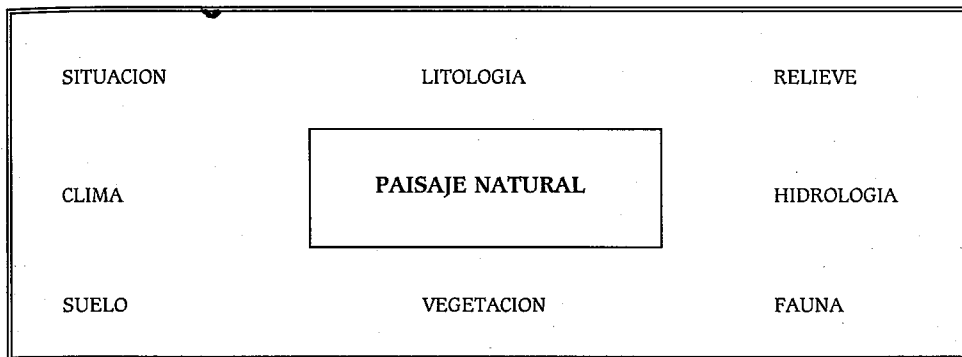 SITUACION LITOLOGIA RELIEVE
CLIMA PAISAJE NATURAL HIDROLOGIA
SUELO VEGETACION FAUNA